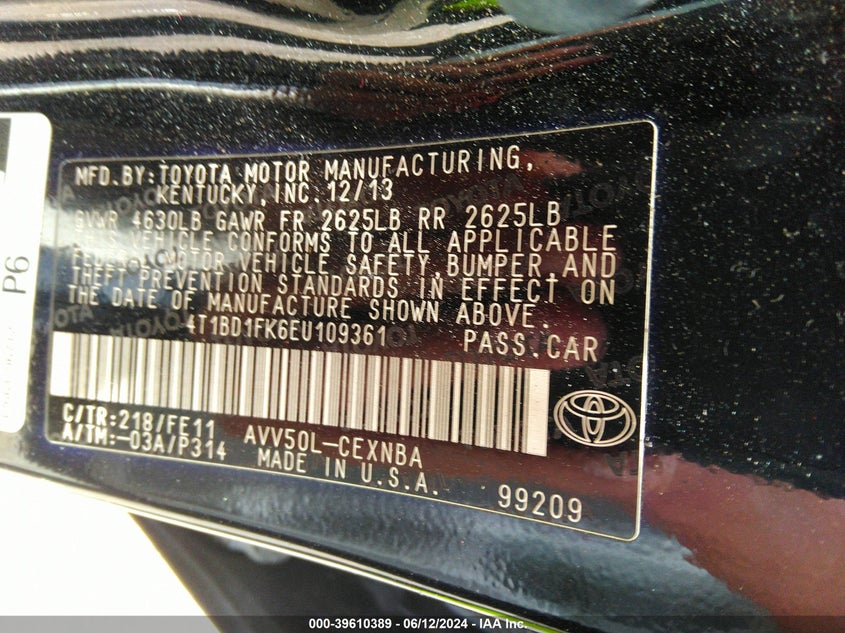 MFD.BY:TOYOTA MOTOR MANUFACTURING,
KENTUCKY,INC. 12/13
GVWR 4630LB GAWR FR 2625LB RR 2625LB
THIS VEHICLE CONFORMS TO ALL APPLICABLE
FEDERAL MOTOR VEHICLE SAFETY,BUMPER,AND
THEFT PREVENTION STANDARDS IN EFFECT ON
THE DATE OF MANUFACTURE SHOWN ABOVE.
4T1BD1FK6EU109361 PASS.CAR
C/TR:218/FE11 AVV50L-CEXNBA
A/TM:-03A/P314 MADE IN U.S.A.
99209
P6
000-39610389 - 06/12/2024 - IAA Inc.